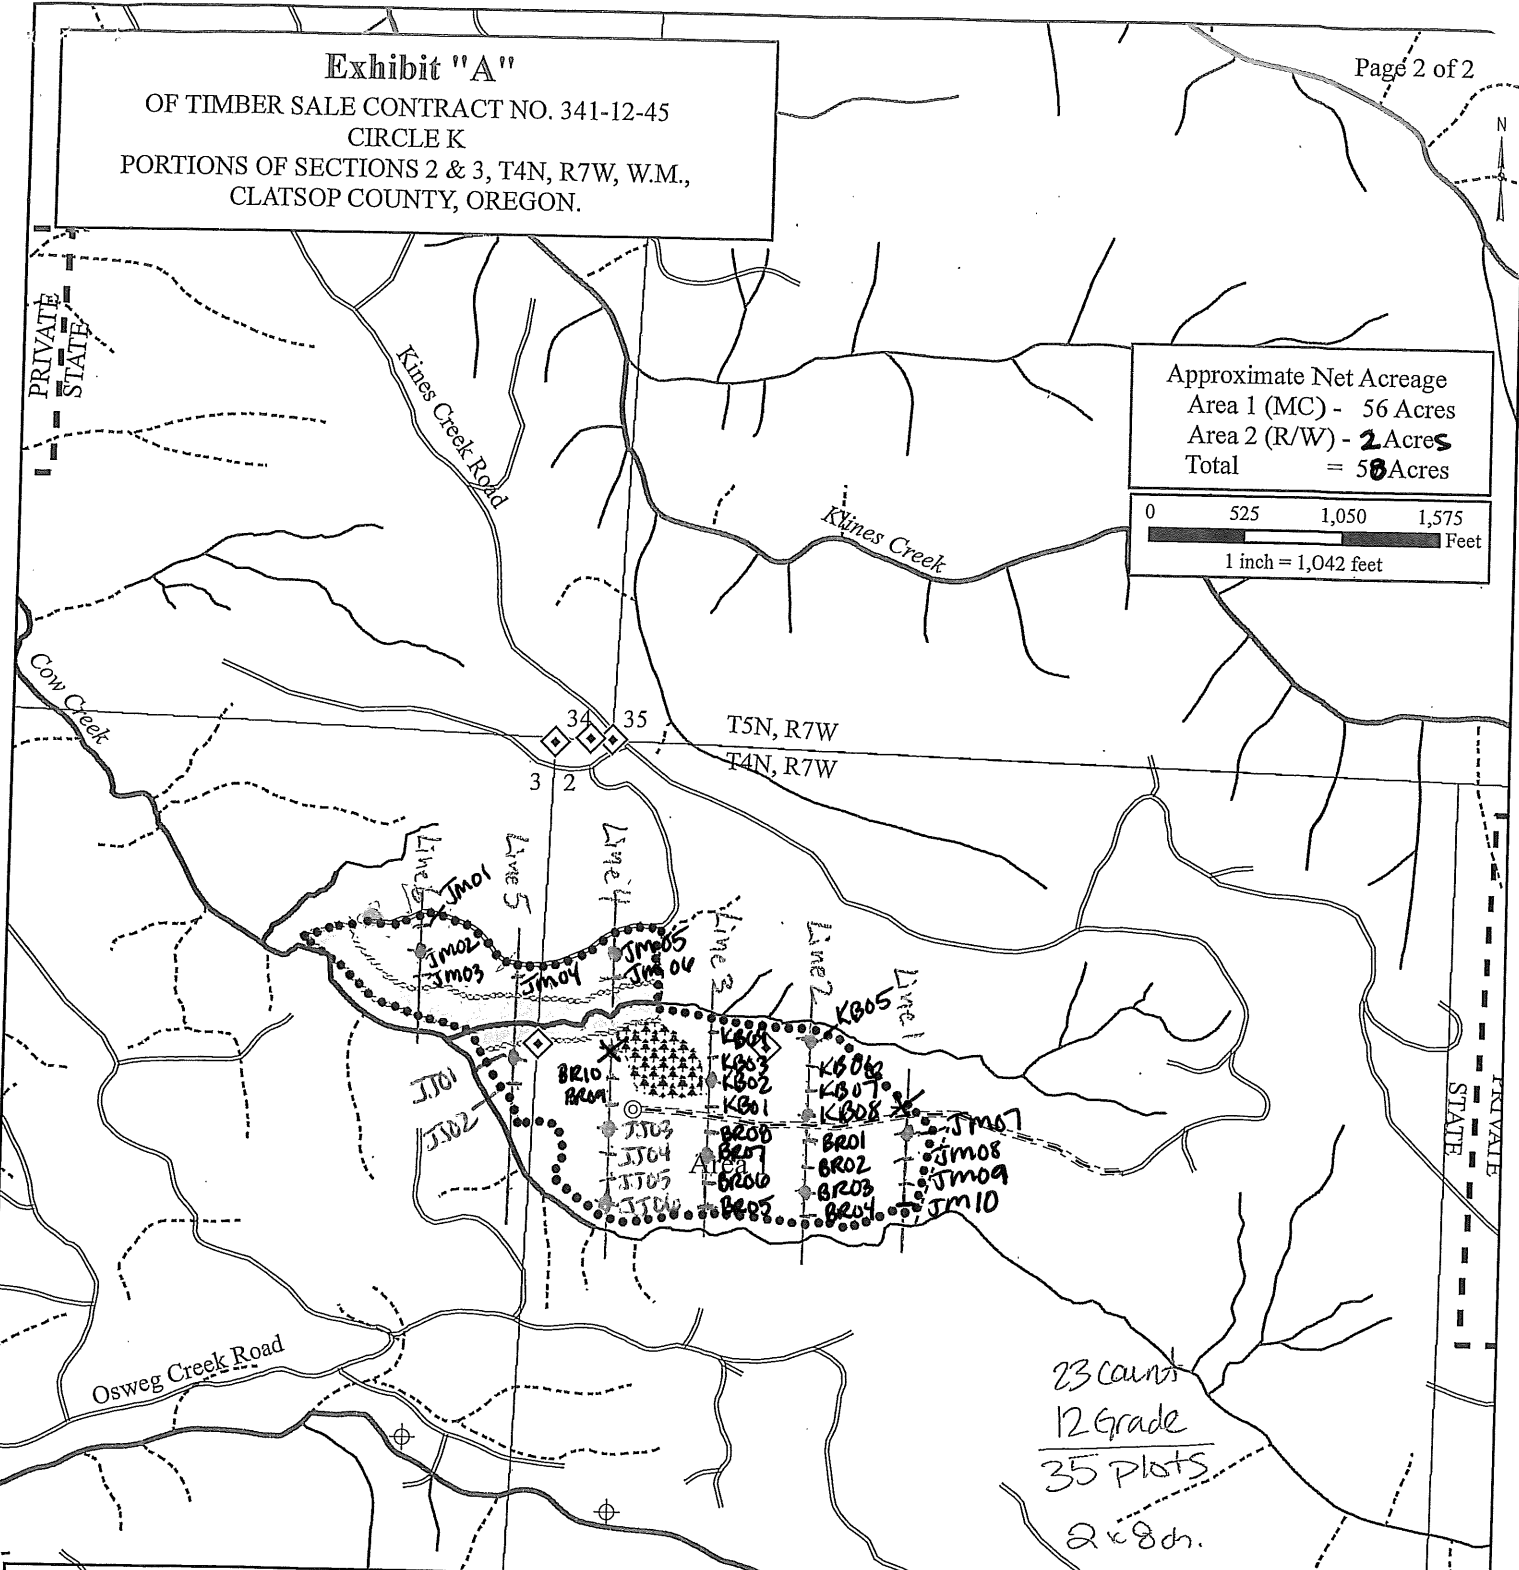 Exhibit "A"
OF TIMBER SALE CONTRACT NO. 341-12-45
CIRCLE K
PORTIONS OF SECTIONS 2 & 3, T4N, R7W, W.M.,
CLATSOP COUNTY, OREGON.
Page 2 of 2
N
PRIVATE
STATE
Kines Creek Road
Approximate Net Acreage
Area 1 (MC) - 56 Acres
Area 2 (R/W) - 2 Acres
Total = 58 Acres
0 525 1,050 1,575
Feet
1 inch = 1,042 feet
Klines Creek
Cow Creek
34 35
T5N, R7W
T4N, R7W
3 2
Line 6
Line 5
Line 4
Line 3
Line 2
Line 1
JM01
JM02
JM03
JM04
JM05
JM06
KB05
KB04
KB03
KB02
KB01
KB06
KB07
KB08
BR10
BR09
JJ01
JJ02
JJ03
JJ04
JJ05
JJ06
BR08
BR07
Area 1
BR06
BR05
BR01
BR02
BR03
BR04
JM07
JM08
JM09
JM10
STATE
PRIVATE
Osweg Creek Road
23 count
12 Grade
35 plots
2 x 8 ch.